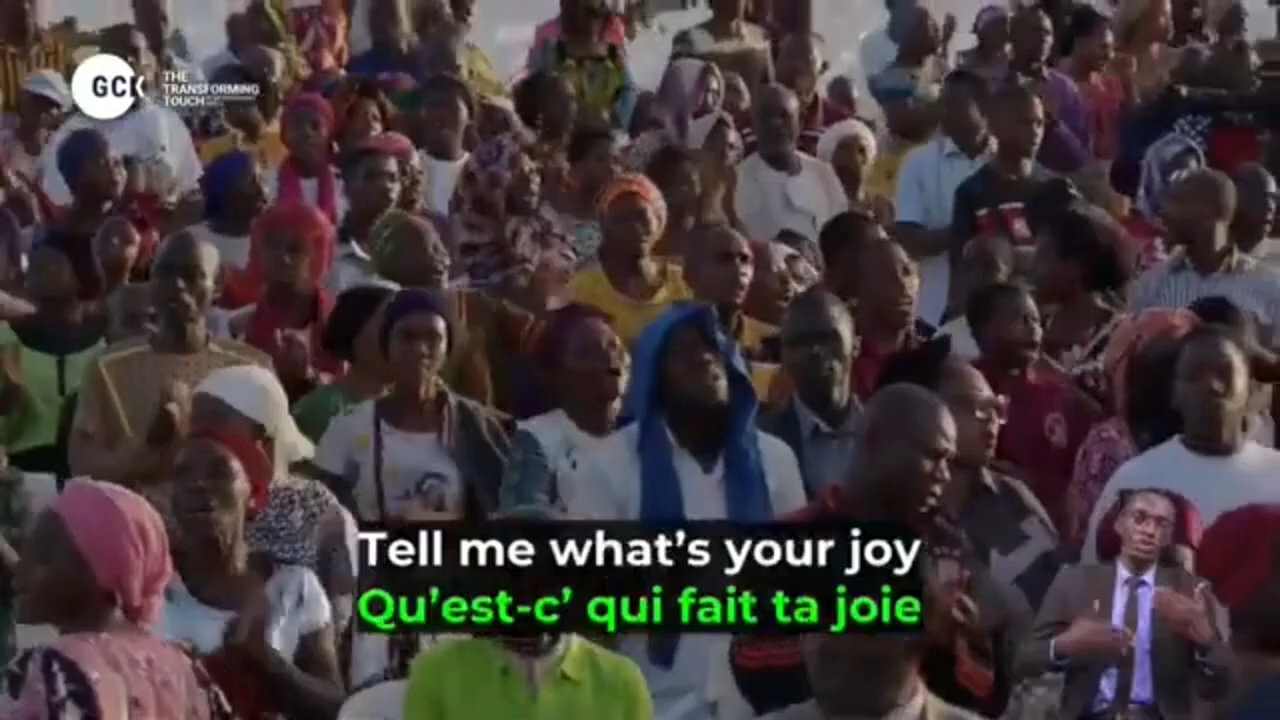 GCK
THE
TRANSFORMING
TOUCH
Tell me what's your joy
Qu'est-c' qui fait ta joie